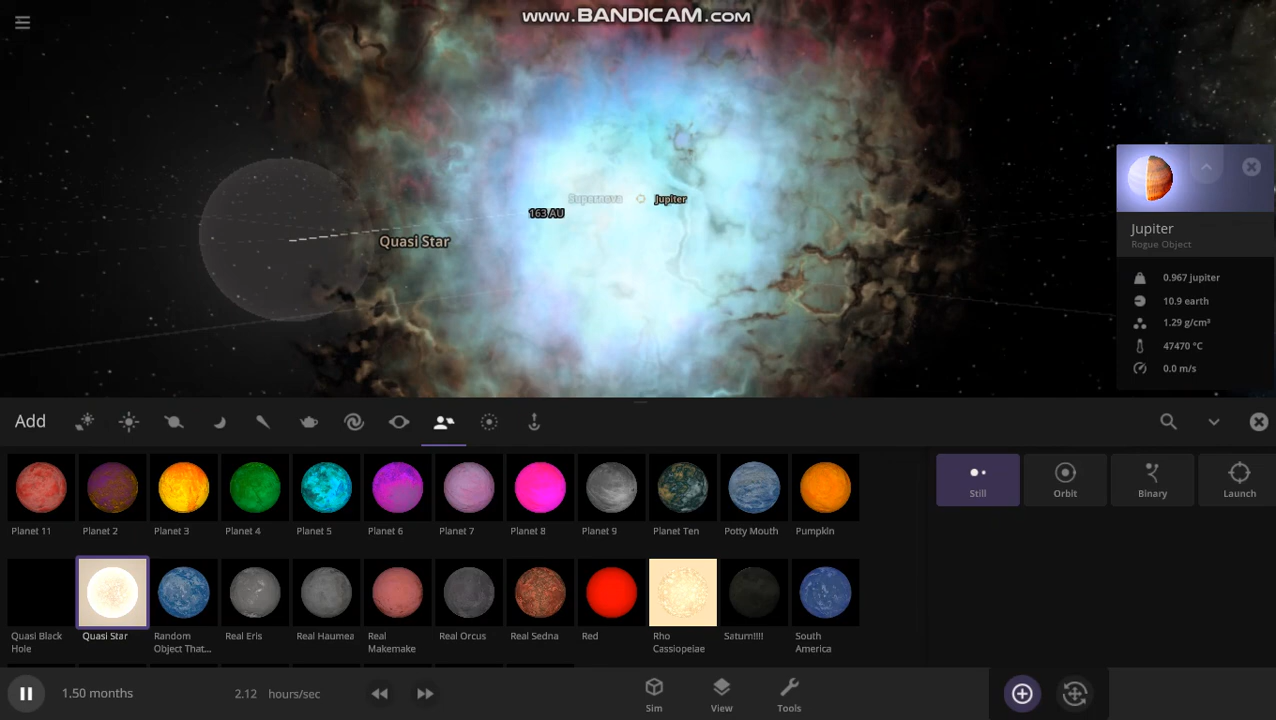 www.BANDICAM.com
Supernova
Jupiter
163 AU
Quasi Star
Jupiter
Rogue Object
0.967 jupiter
10.9 earth
1.29 g/cm³
47470 °C
0.0 m/s
Add
Planet 11
Planet 2
Planet 3
Planet 4
Planet 5
Planet 6
Planet 7
Planet 8
Planet 9
Planet Ten
Potty Mouth
Pumpkin
Still
Orbit
Binary
Launch
Quasi Black
Hole
Quasi Star
Random
Object That...
Real Eris
Real Haumea
Real
Makemake
Real Orcus
Real Sedna
Red
Rho
Cassiopeiae
Saturn!!!!
South
America
1.50 months
2.12 hours/sec
Sim
View
Tools